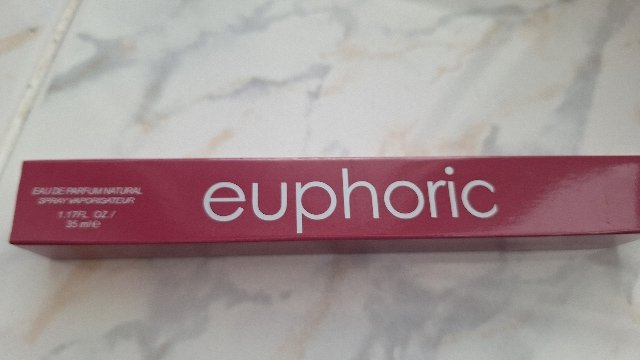 EAU DE PARFUM NATURAL
SPRAY VAPORISATEUR
1.17FL. OZ./
35 ml e
euphoric